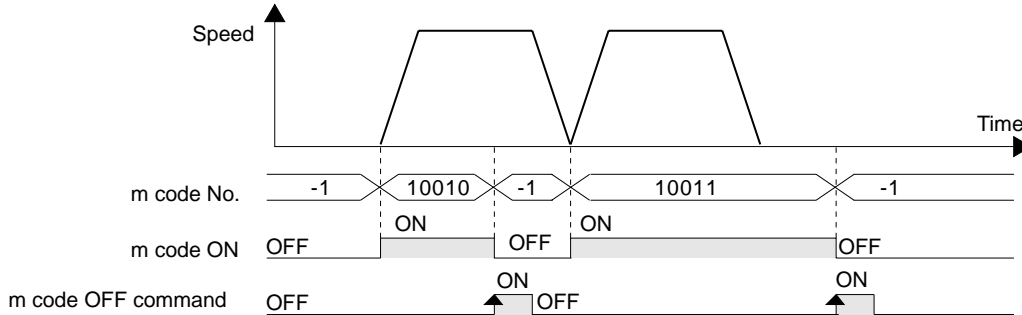 Speed
Time
m code No. -1 10010 -1 10011 -1
ON ON
m code ON OFF OFF OFF
ON ON
m code OFF command OFF OFF